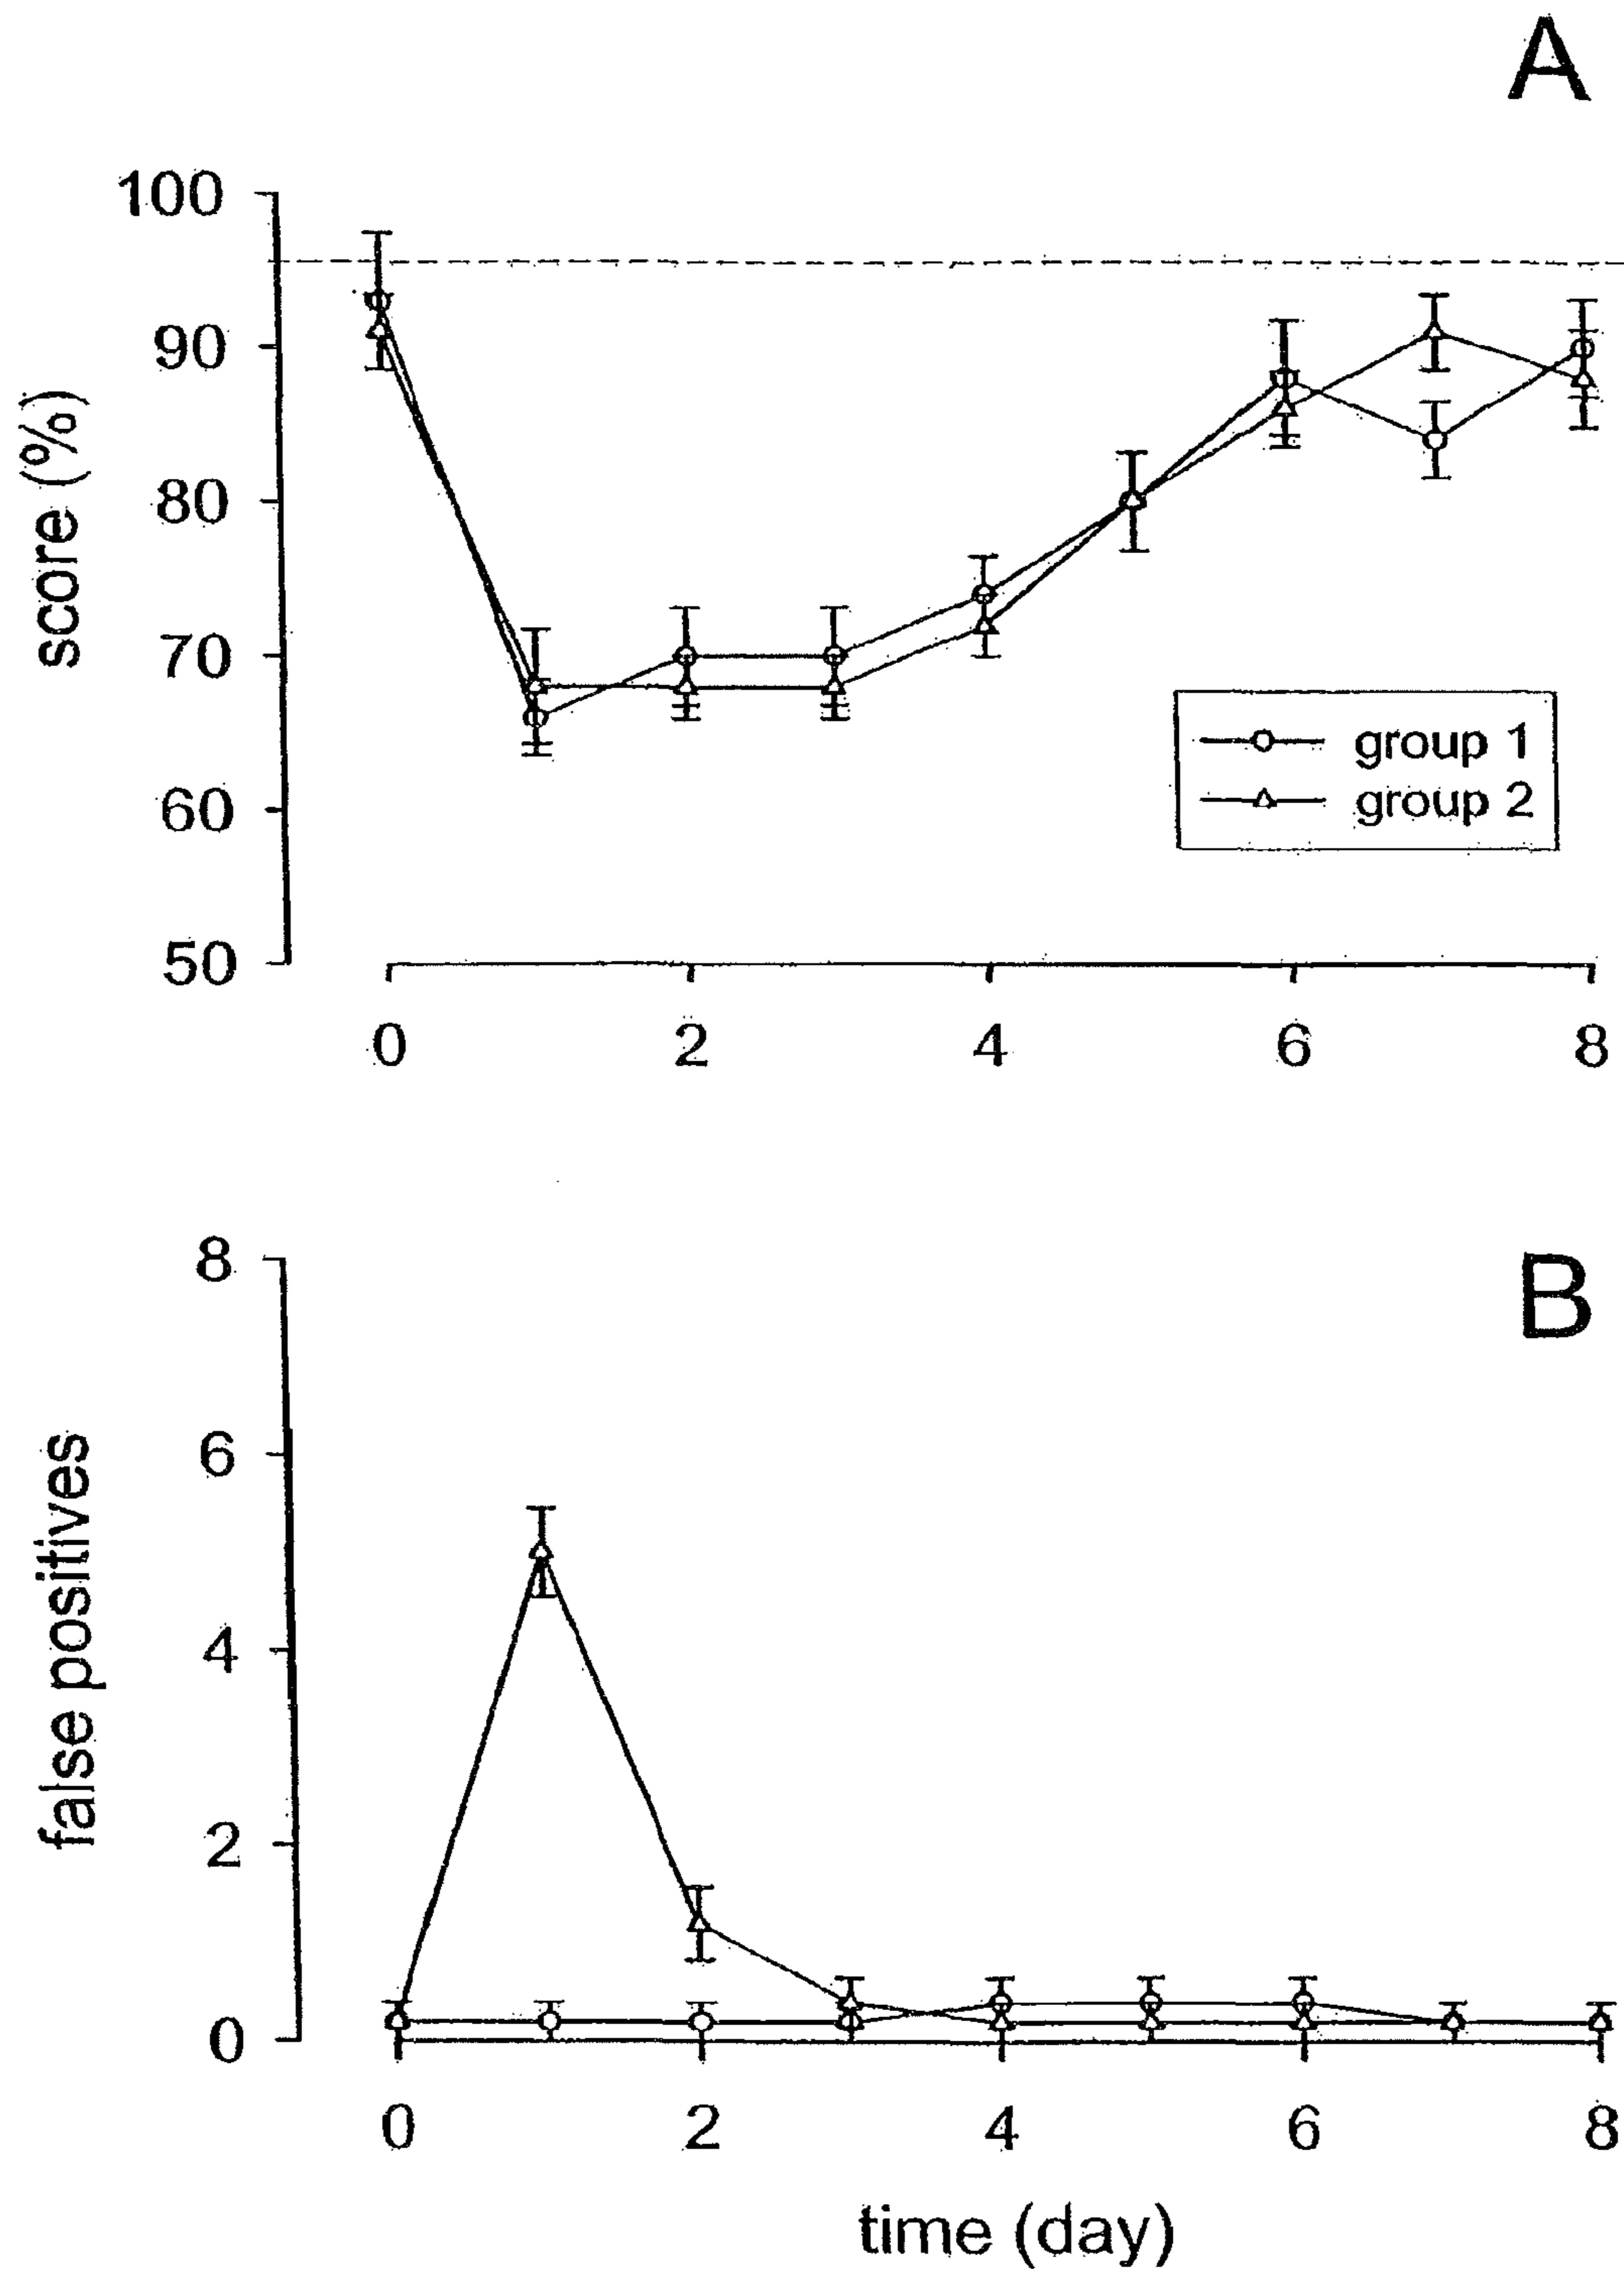 A
100
90
80
70
60
50
score (%)
group 1
group 2
0 2 4 6 8
B
8
6
4
2
0
false positives
0 2 4 6 8
time (day)